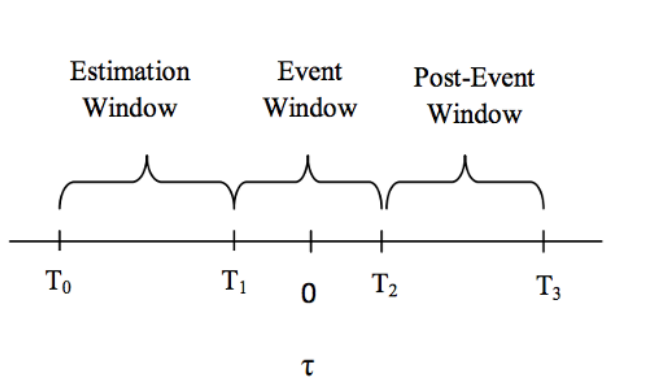 Estimation
Window
Event
Window
Post-Event
Window
T₀
T₁
0
T₂
T₃
τ